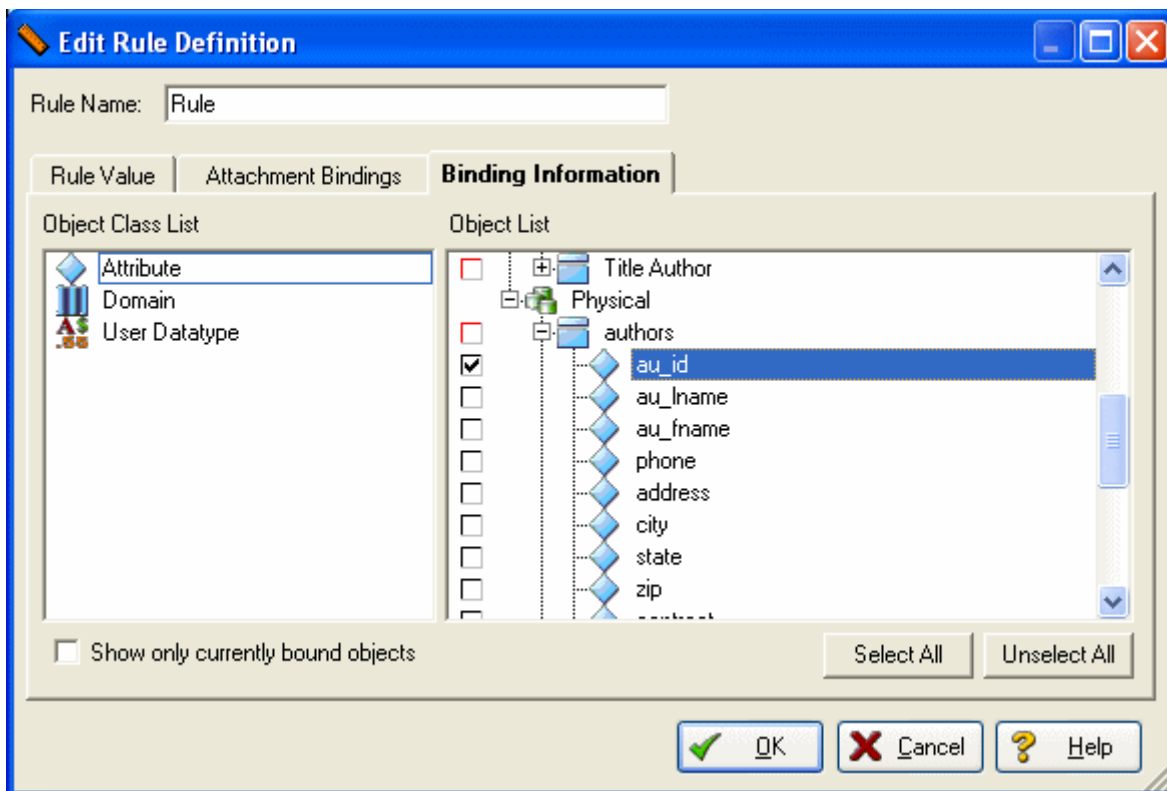 Edit Rule Definition
Rule Name: Rule
Rule Value Attachment Bindings Binding Information
Object Class List Object List
Attribute
Domain
User Datatype
Title Author
Physical
authors
au_id
au_lname
au_fname
phone
address
city
state
zip
contract
Show only currently bound objects
Select All Unselect All
OK Cancel Help